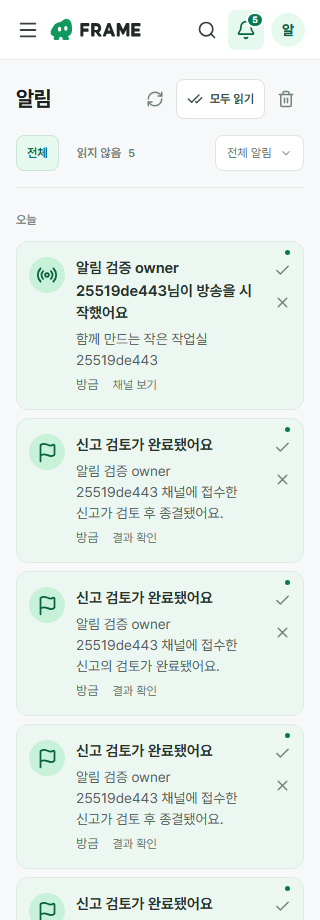 FRAME
5
알
알림
모두 읽기
전체
읽지 않음 5
전체 알림
오늘
알림 검증 owner
25519de443님이 방송을 시
작했어요
함께 만드는 작은 작업실
25519de443
방금 채널 보기
신고 검토가 완료됐어요
알림 검증 owner
25519de443 채널에 접수한
신고가 검토 후 종결됐어요.
방금 결과 확인
신고 검토가 완료됐어요
알림 검증 owner
25519de443 채널에 접수한
신고의 검토가 완료됐어요.
방금 결과 확인
신고 검토가 완료됐어요
알림 검증 owner
25519de443 채널에 접수한
신고가 검토 후 종결됐어요.
방금 결과 확인
신고 검토가 완료됐어요